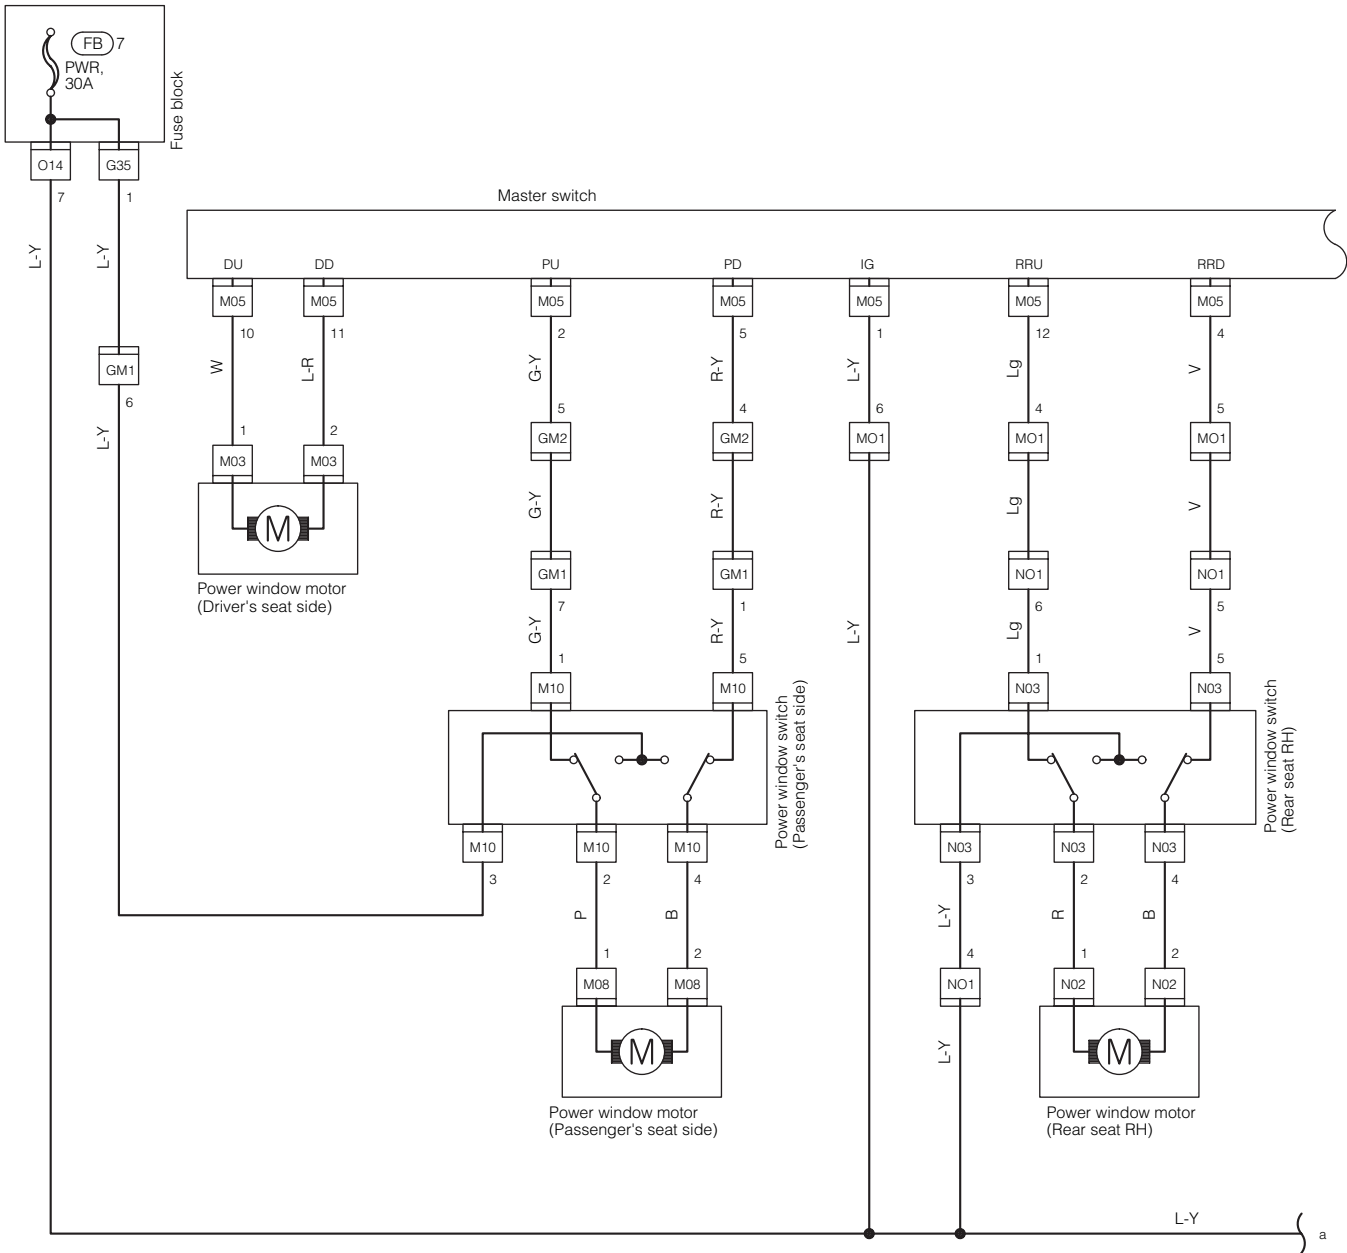 FB 7
PWR,
30A
Fuse block
O14 G35
7 1
L-Y L-Y
Master switch
DU DD PU PD IG RRU RRD
M05 M05 M05 M05 M05 M05 M05
10 11 2 5 1 12 4
W L-R G-Y R-Y L-Y Lg V
GM1
6
L-Y
5 4 6 4 5
GM2 GM2 MO1 MO1 MO1
1 2
M03 M03
M
Power window motor
(Driver's seat side)
G-Y R-Y Lg V
GM1 GM1 NO1 NO1
7 1 6 5
G-Y R-Y L-Y Lg V
1 5 1 5
M10 M10 N03 N03
Power window switch
(Passenger's seat side)
Power window switch
(Rear seat RH)
M10 M10 M10 N03 N03 N03
3 2 4 3 2 4
P B L-Y R B
1 2 4 1 2
M08 M08 NO1 N02 N02
M L-Y M
Power window motor
(Passenger's seat side)
Power window motor
(Rear seat RH)
L-Y
a